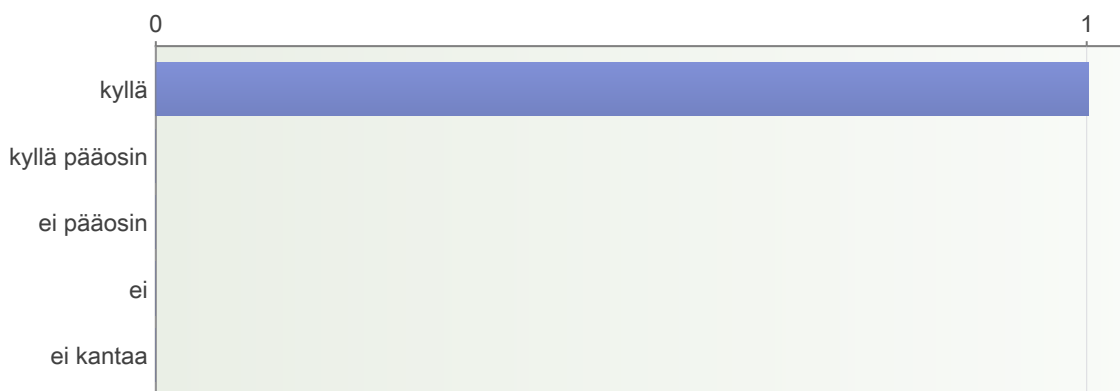 0 1
kyllä
kyllä pääosin
ei pääosin
ei
ei kantaa